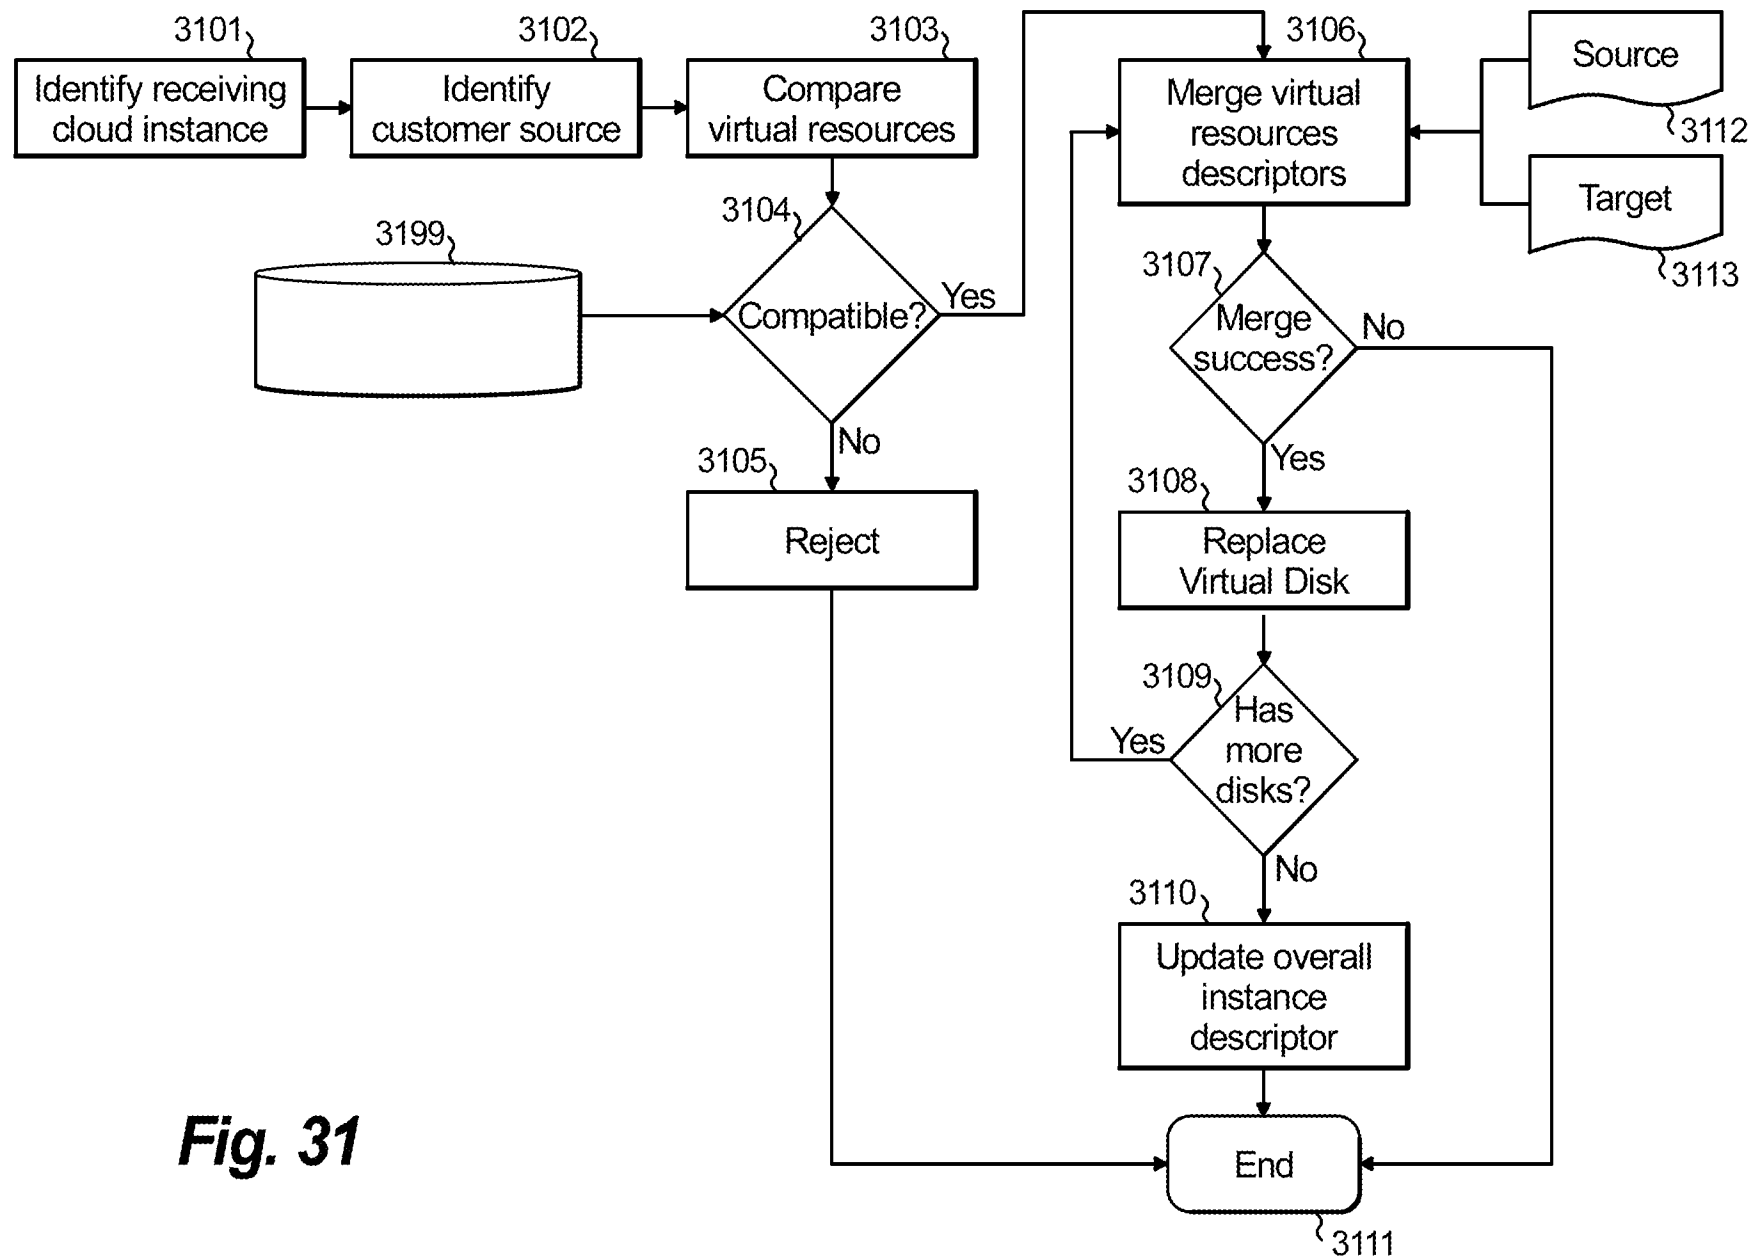 3101
Identify receiving
cloud instance
3102
Identify
customer source
3103
Compare
virtual resources
3104
Compatible?
Yes
No
3199
3105
Reject
3106
Merge virtual
resources
descriptors
Source
3112
Target
3113
3107
Merge
success?
No
Yes
3108
Replace
Virtual Disk
3109
Has
more
disks?
Yes
No
3110
Update overall
instance
descriptor
End
3111
Fig. 31